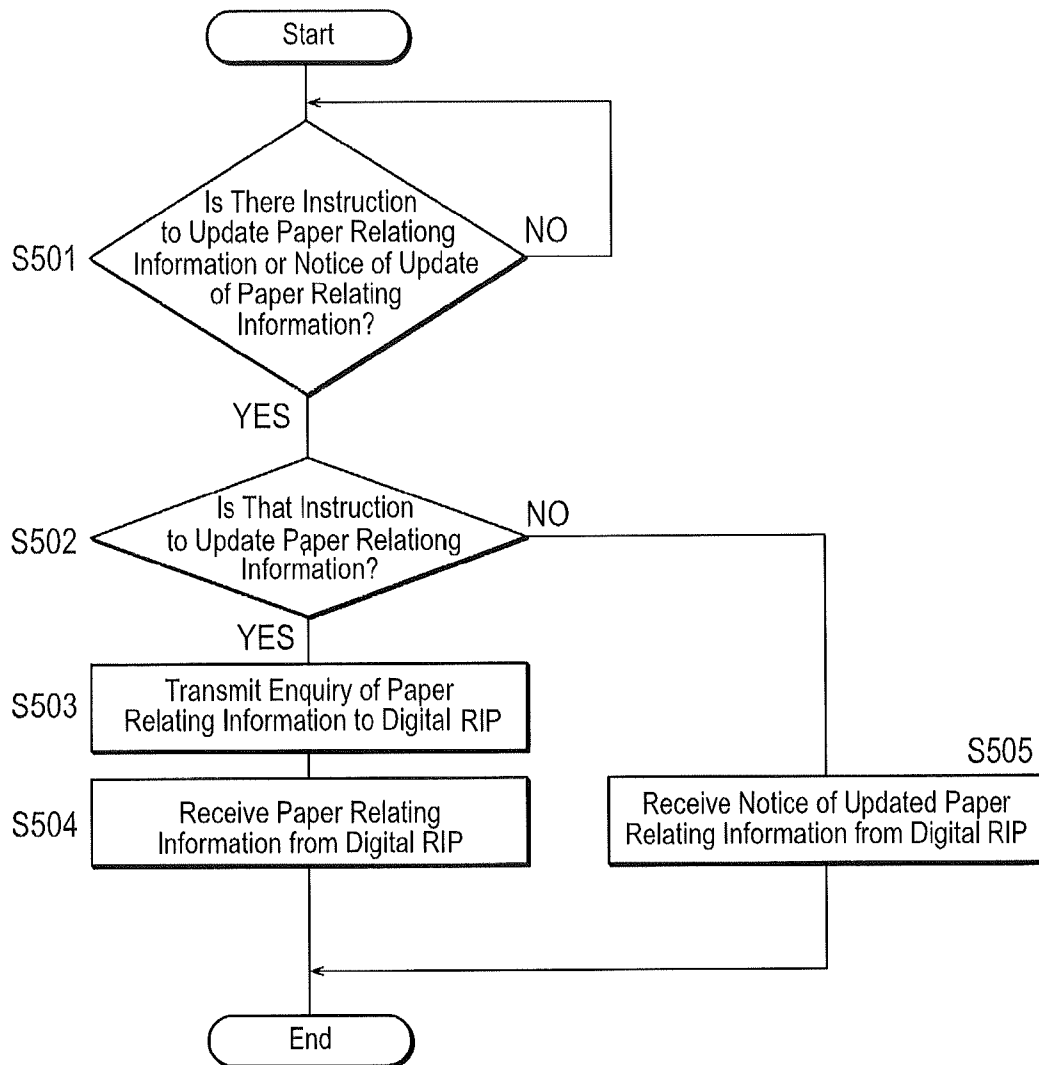 Start
Is There Instruction
to Update Paper Relationg
Information or Notice of Update
of Paper Relating
Information?
S501
NO
YES
Is That Instruction
to Update Paper Relationg
Information?
S502
NO
YES
S503
Transmit Enquiry of Paper
Relating Information to Digital RIP
S504
Receive Paper Relating
Information from Digital RIP
S505
Receive Notice of Updated Paper
Relating Information from Digital RIP
End